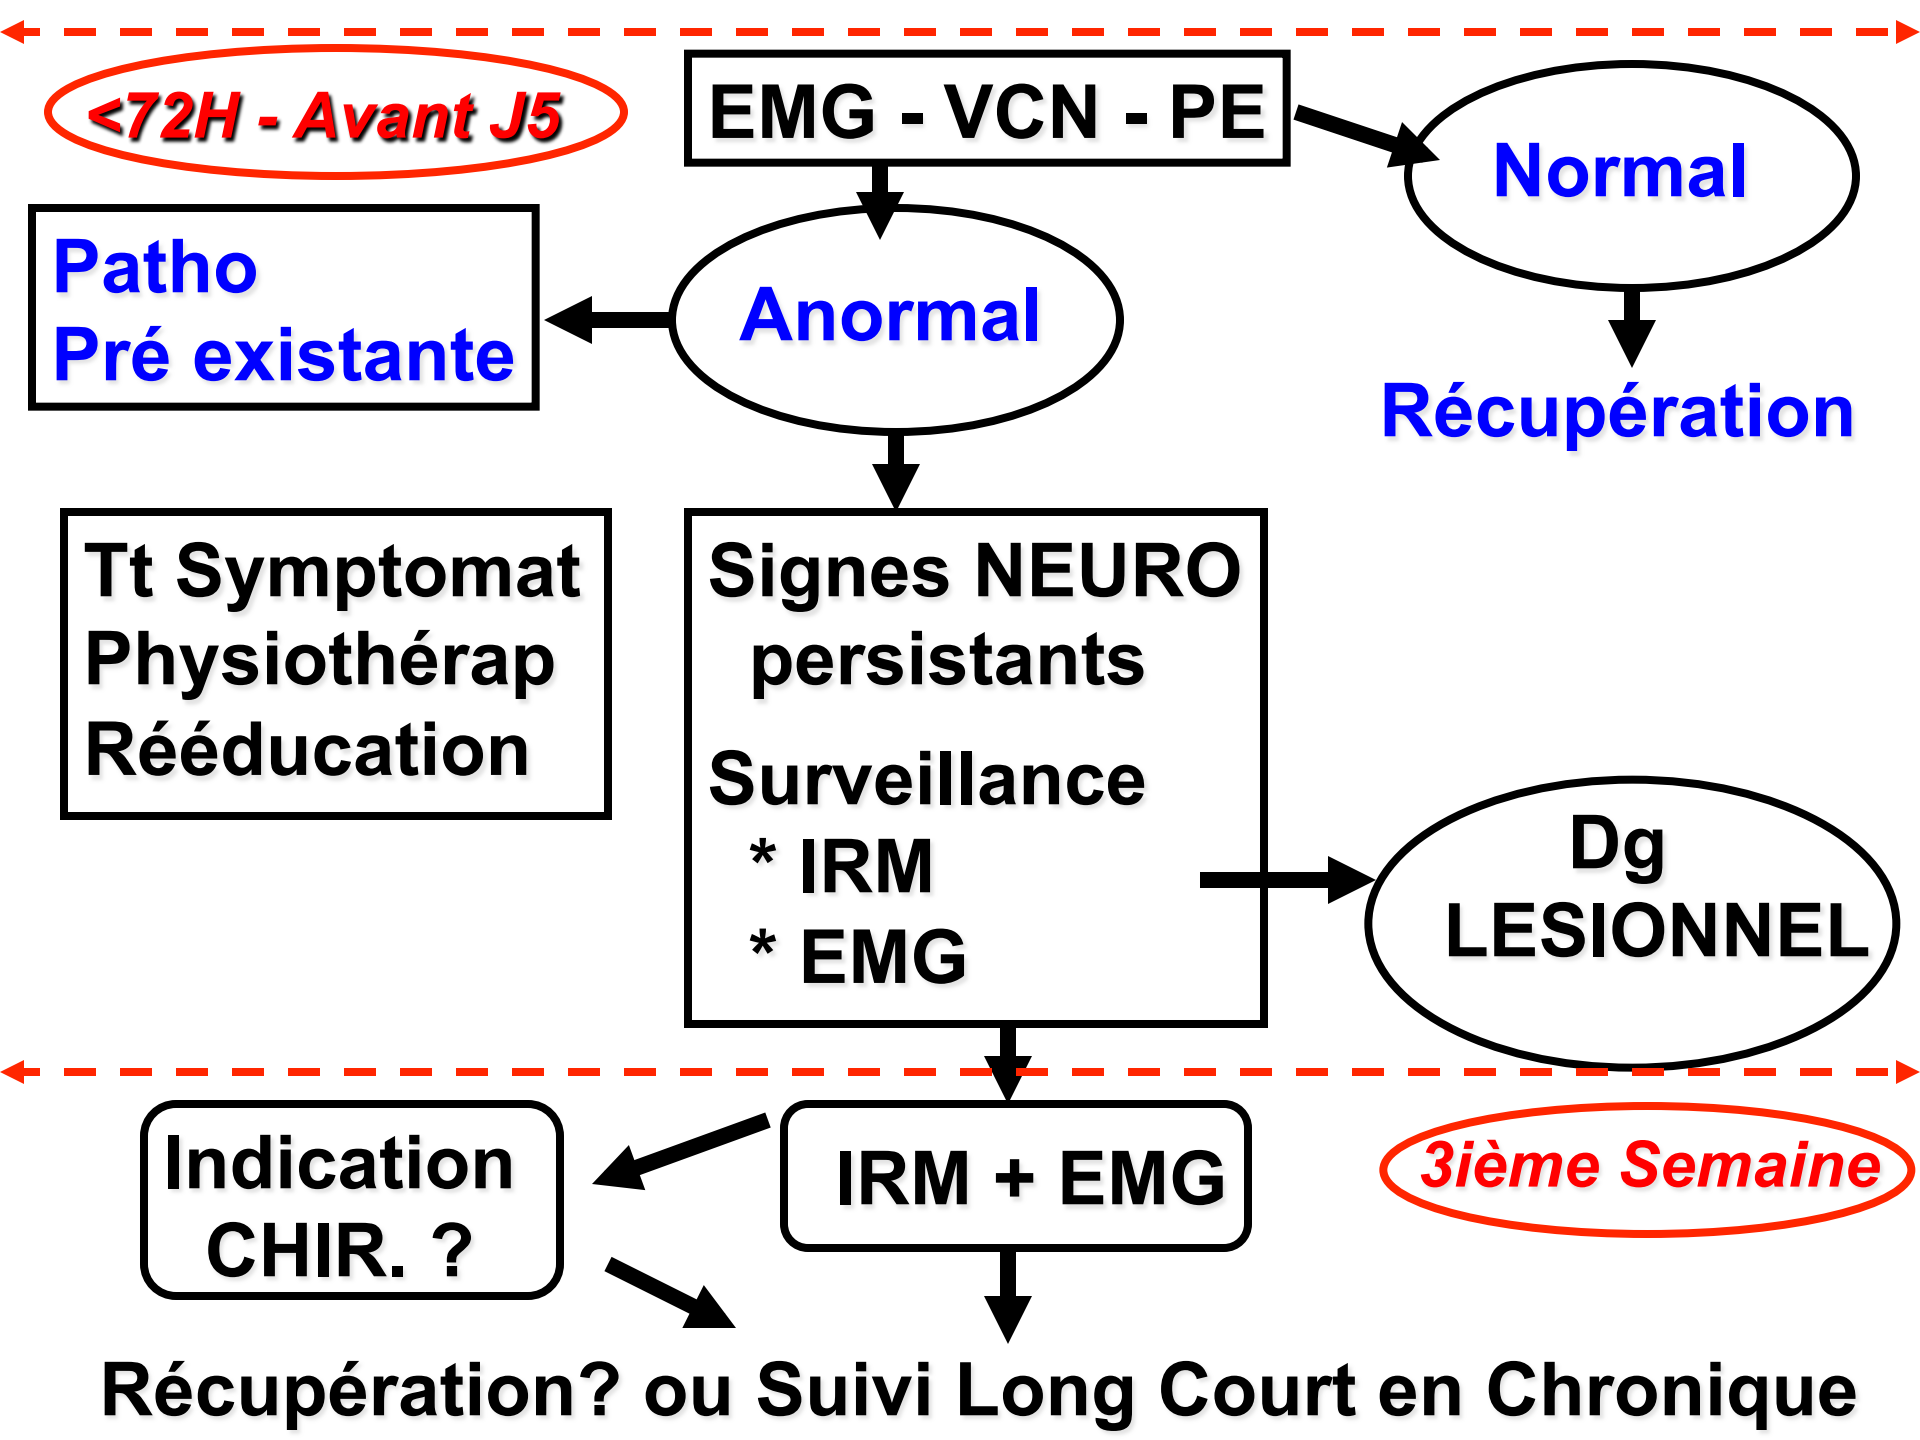 <72H - Avant J5
EMG - VCN - PE
Normal
Patho
Pré existante
Anormal
Récupération
Tt Symptomat
Physiothérap
Rééducation
Signes NEURO
persistants
Surveillance
* IRM
* EMG
Dg
LESIONNEL
Indication
CHIR. ?
IRM + EMG
3ième Semaine
Récupération? ou Suivi Long Court en Chronique